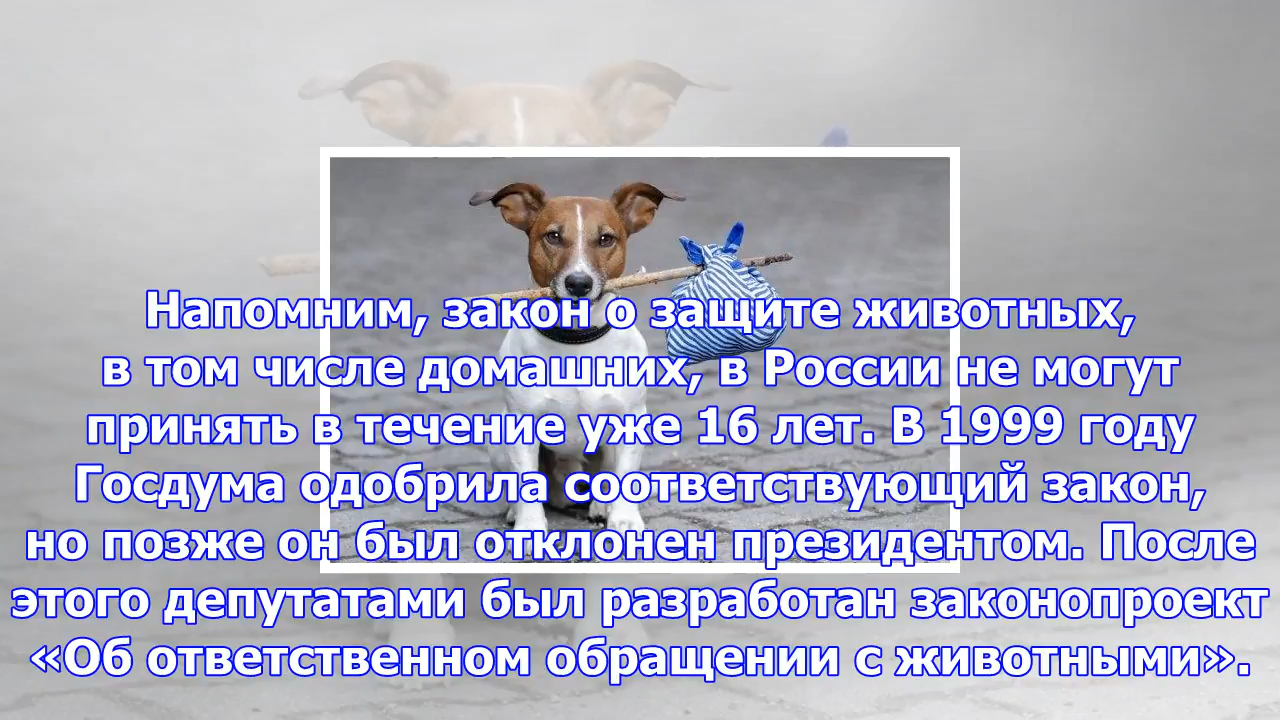 Напомним, закон о защите животных,
в том числе домашних, в России не могут
принять в течение уже 16 лет. В 1999 году
Госдума одобрила соответствующий закон,
но позже он был отклонен президентом. После
этого депутатами был разработан законопроект
«Об ответственном обращении с животными».